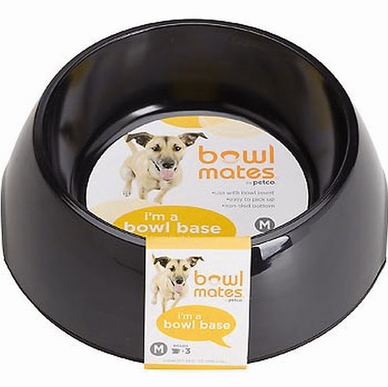 bowl
mates
by petco
•use with bowl insert
•easy to pick up
•non-skid bottom
i'm a
bowl base
M
bowl
mates
by petco
i'm a
bowl base
M
3